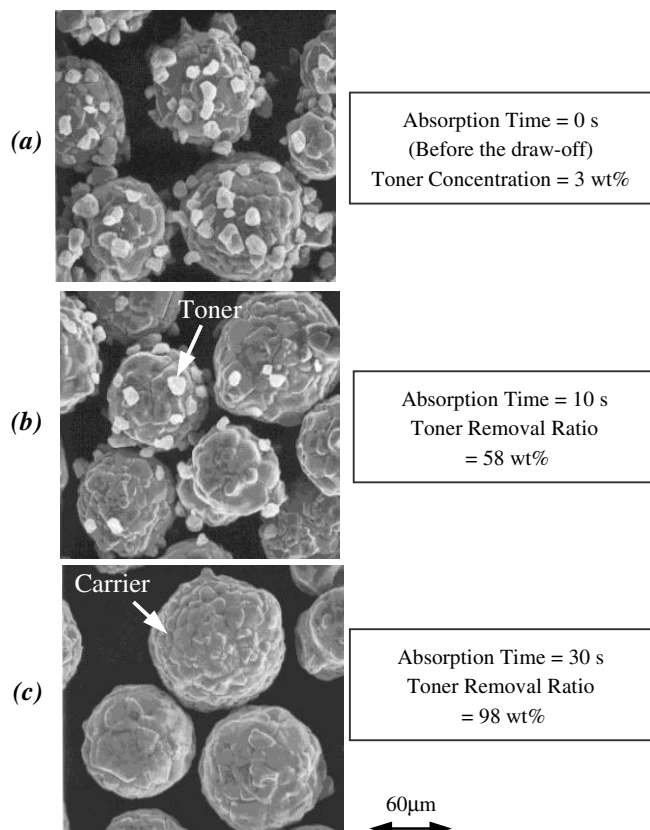 (a)
Absorption Time = 0 s
(Before the draw-off)
Toner Concentration = 3 wt%
Toner
(b)
Absorption Time = 10 s
Toner Removal Ratio
= 58 wt%
Carrier
(c)
Absorption Time = 30 s
Toner Removal Ratio
= 98 wt%
60μm